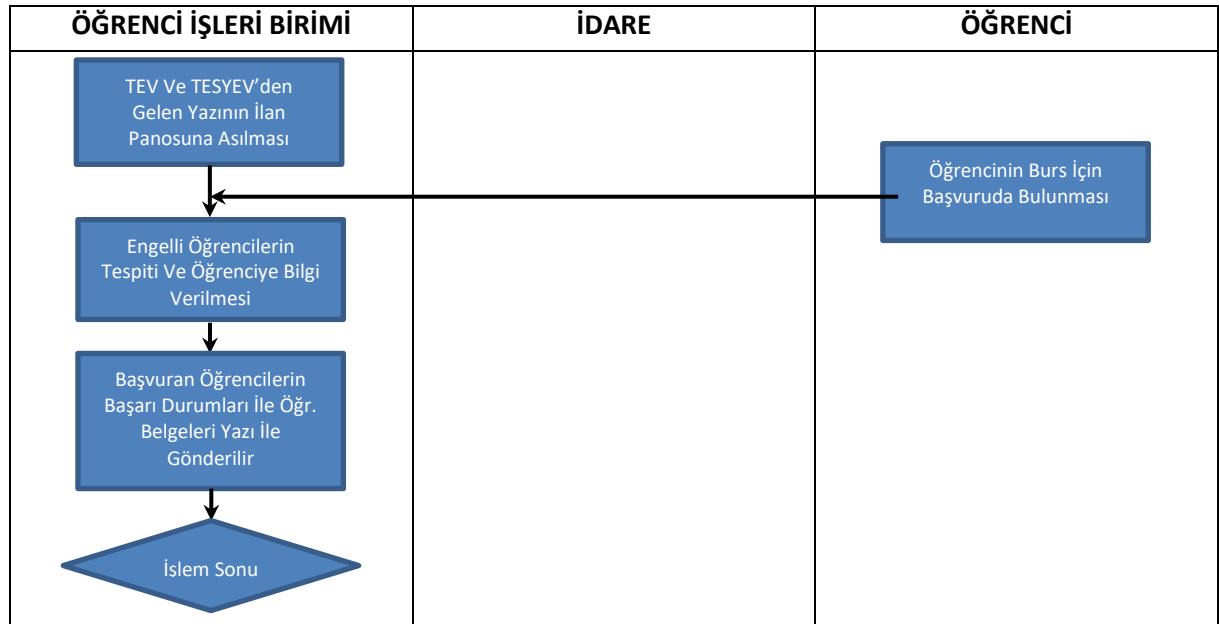 ÖĞRENCİ İŞLERİ BİRİMİ
İDARE
ÖĞRENCİ
TEV Ve TESYEV’den
Gelen Yazının İlan
Panosuna Asılması
Öğrencinin Burs İçin
Başvuruda Bulunması
Engelli Öğrencilerin
Tespiti Ve Öğrenciye Bilgi
Verilmesi
Başvuran Öğrencilerin
Başarı Durumları İle Öğr.
Belgeleri Yazı İle
Gönderilir
İslem Sonu